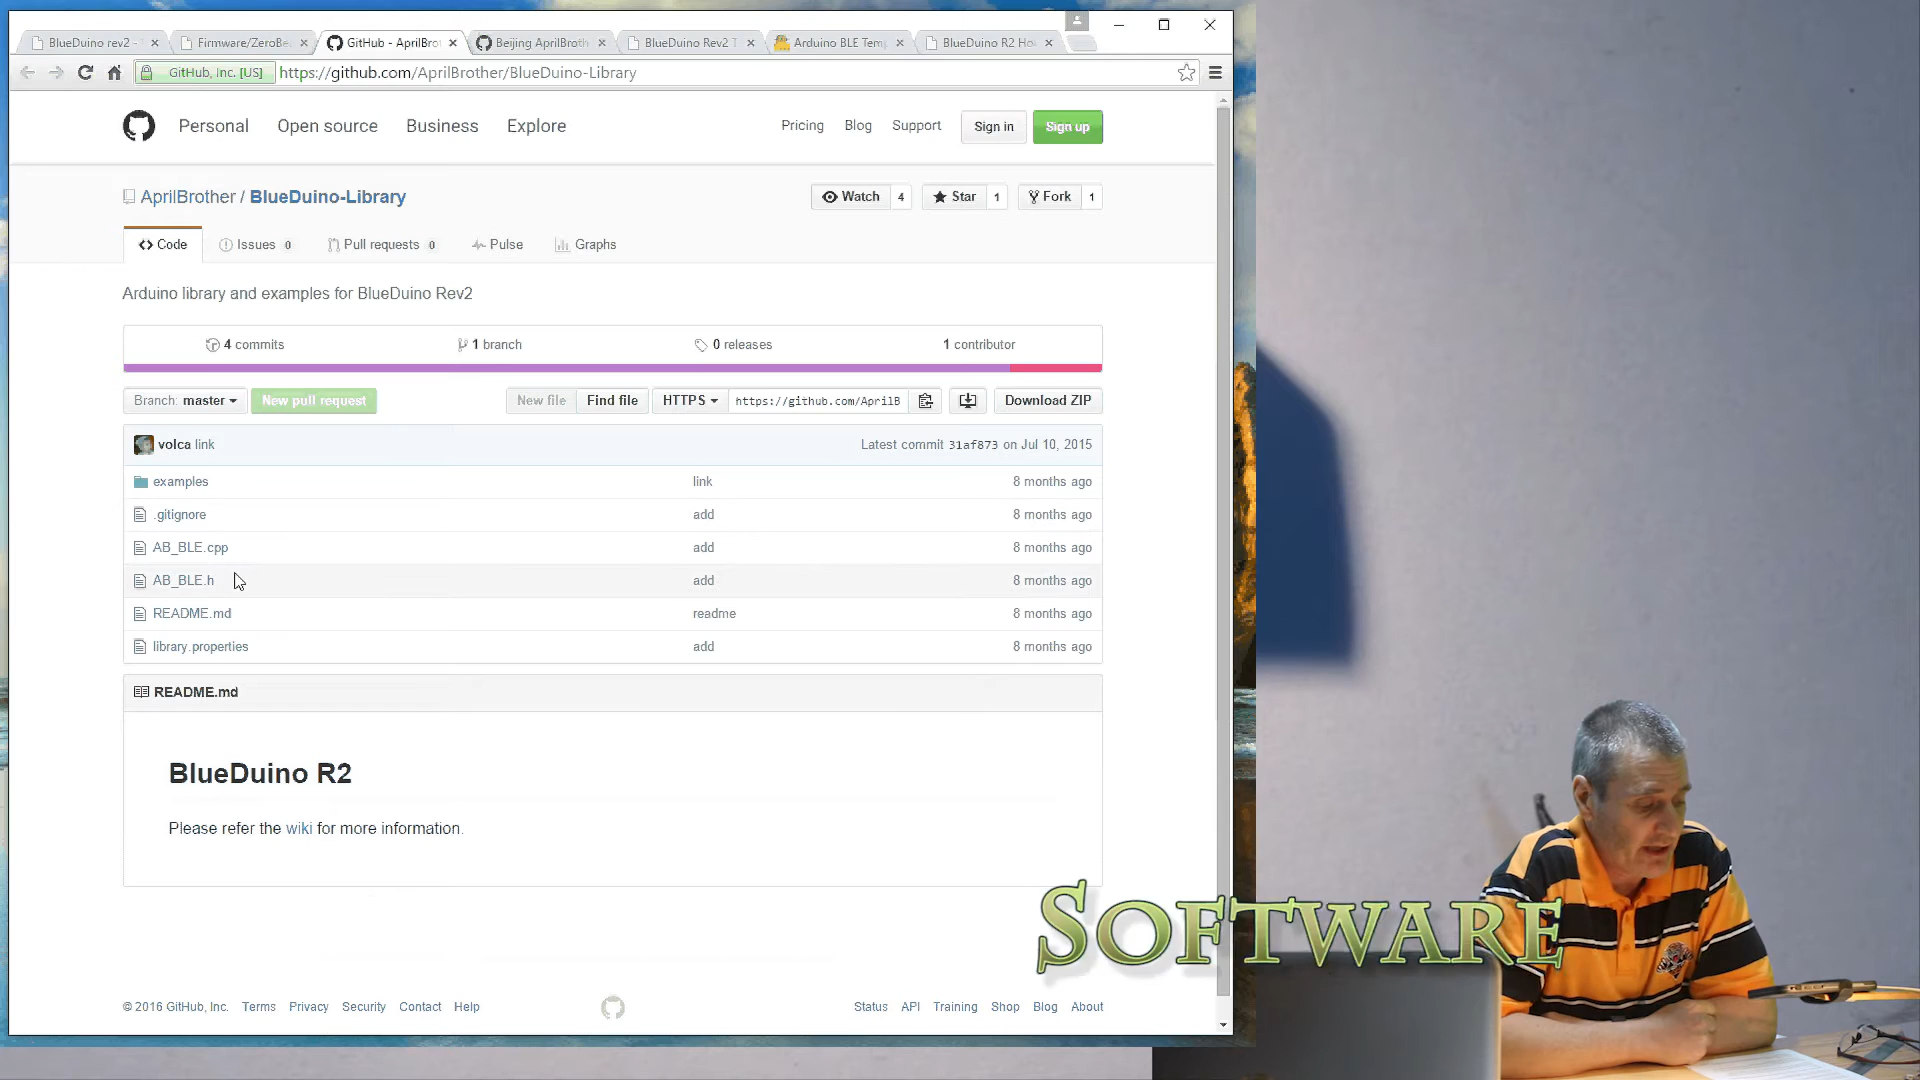 BlueDuino rev2 -
Firmware/ZeroBe
GitHub - AprilBrot
Beijing AprilBroth
BlueDuino Rev2 T
Arduino BLE Temp
BlueDuino R2 Ho
GitHub, Inc. [US]
https://github.com/AprilBrother/BlueDuino-Library
Personal Open source Business Explore
Pricing Blog Support Sign in Sign up
AprilBrother / BlueDuino-Library
Watch 4 Star 1 Fork 1
Code Issues 0 Pull requests 0 Pulse Graphs
Arduino library and examples for BlueDuino Rev2
4 commits 1 branch 0 releases 1 contributor
Branch: master New pull request New file Find file HTTPS https://github.com/AprilB Download ZIP
volca link Latest commit 31af873 on Jul 10, 2015
examples link 8 months ago
.gitignore add 8 months ago
AB_BLE.cpp add 8 months ago
AB_BLE.h add 8 months ago
README.md readme 8 months ago
library.properties add 8 months ago
README.md
BlueDuino R2
Please refer the wiki for more information.
SOFTWARE
© 2016 GitHub, Inc. Terms Privacy Security Contact Help
Status API Training Shop Blog About